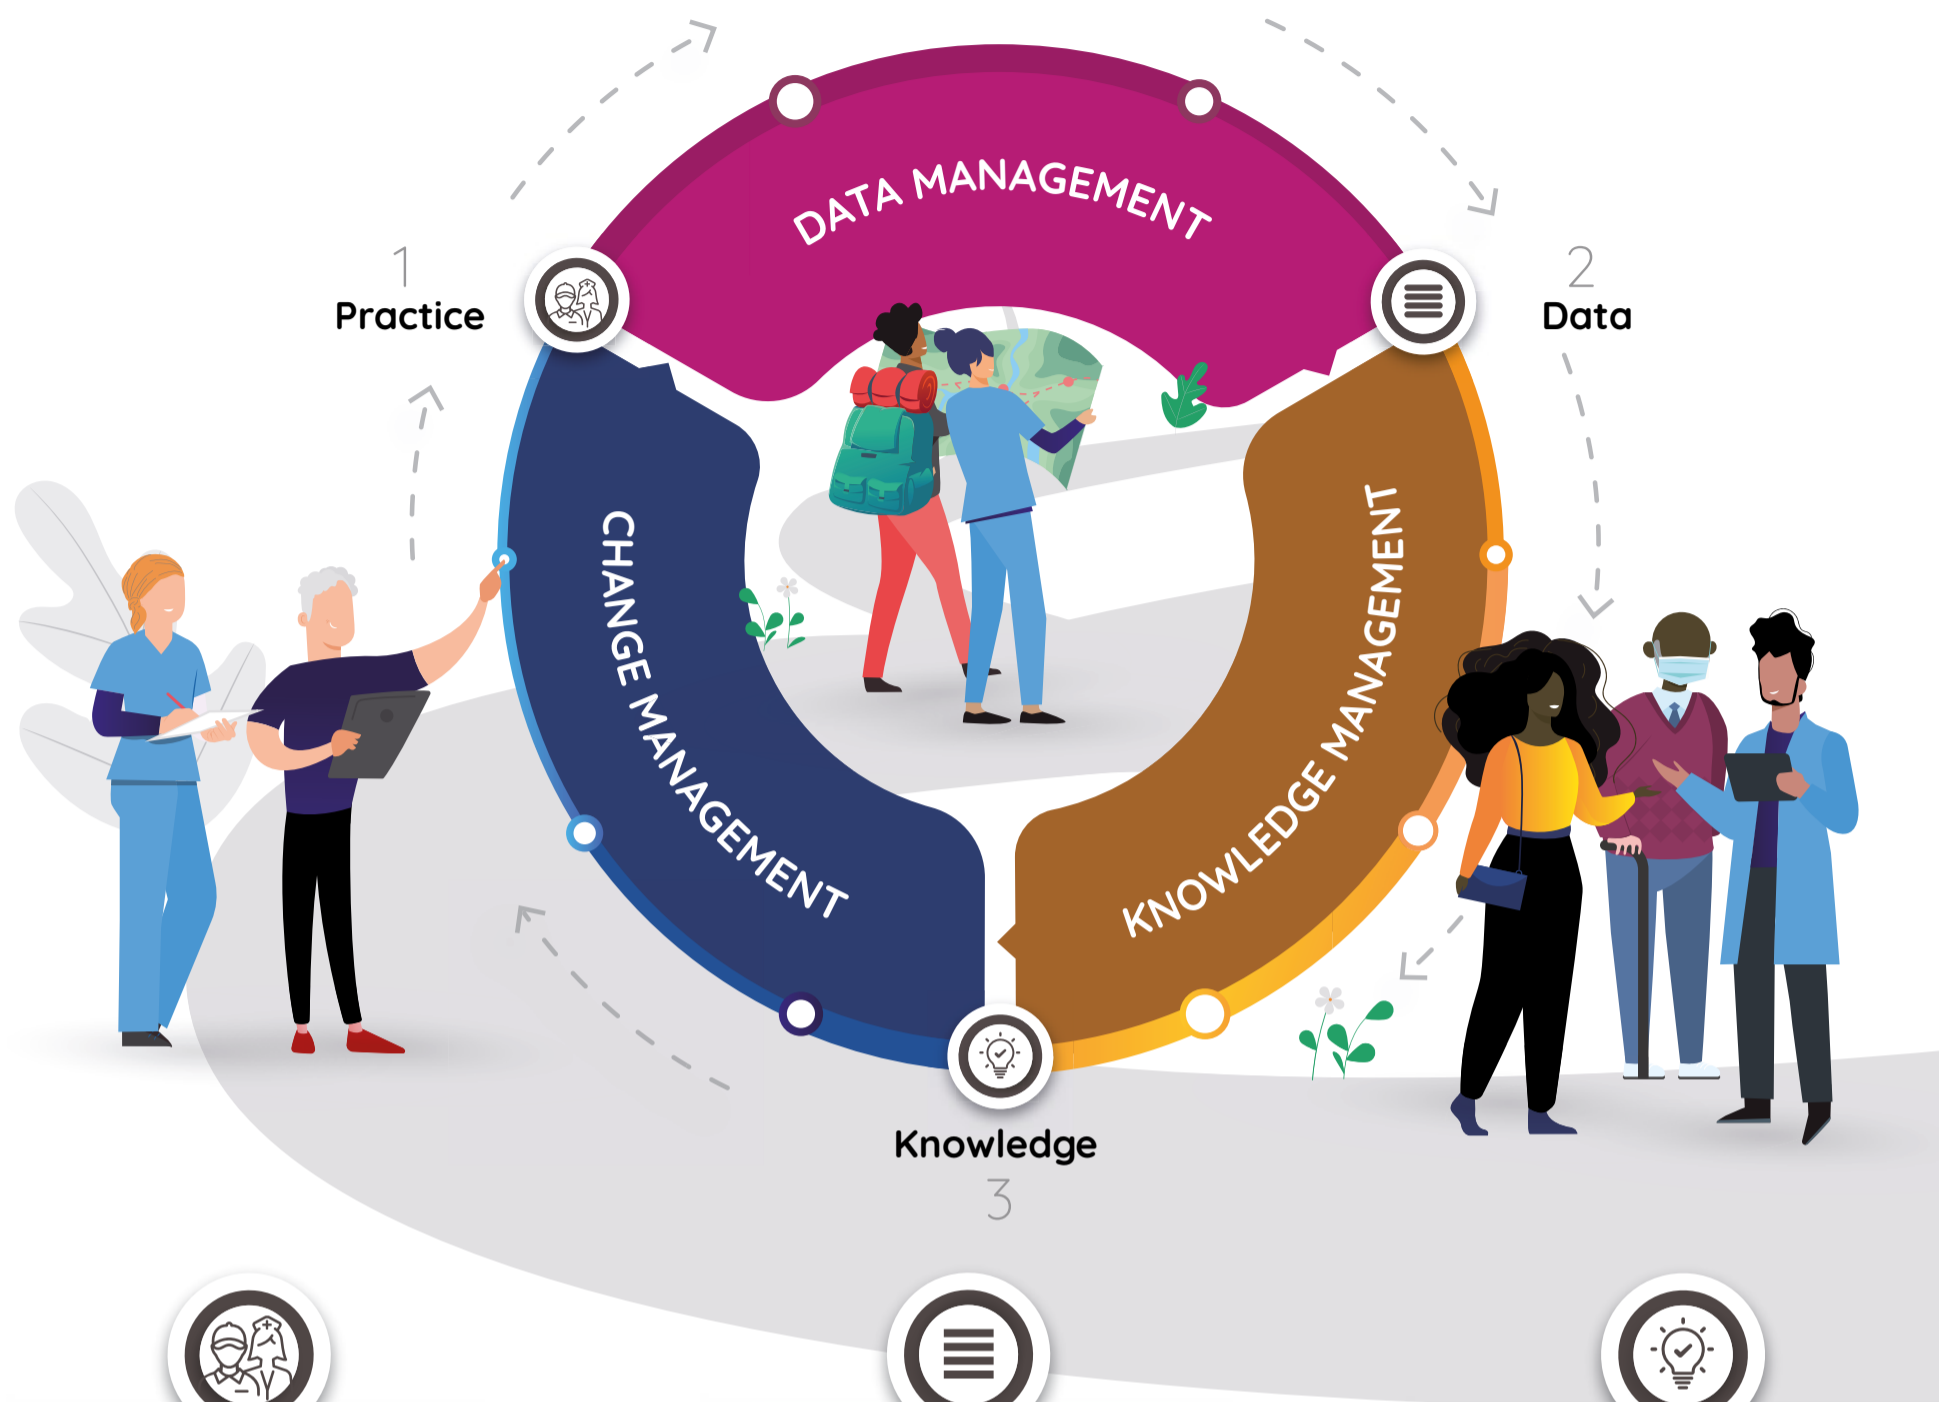 DATA MANAGEMENT
1
Practice
2
Data
CHANGE MANAGEMENT
KNOWLEDGE MANAGEMENT
Knowledge
3